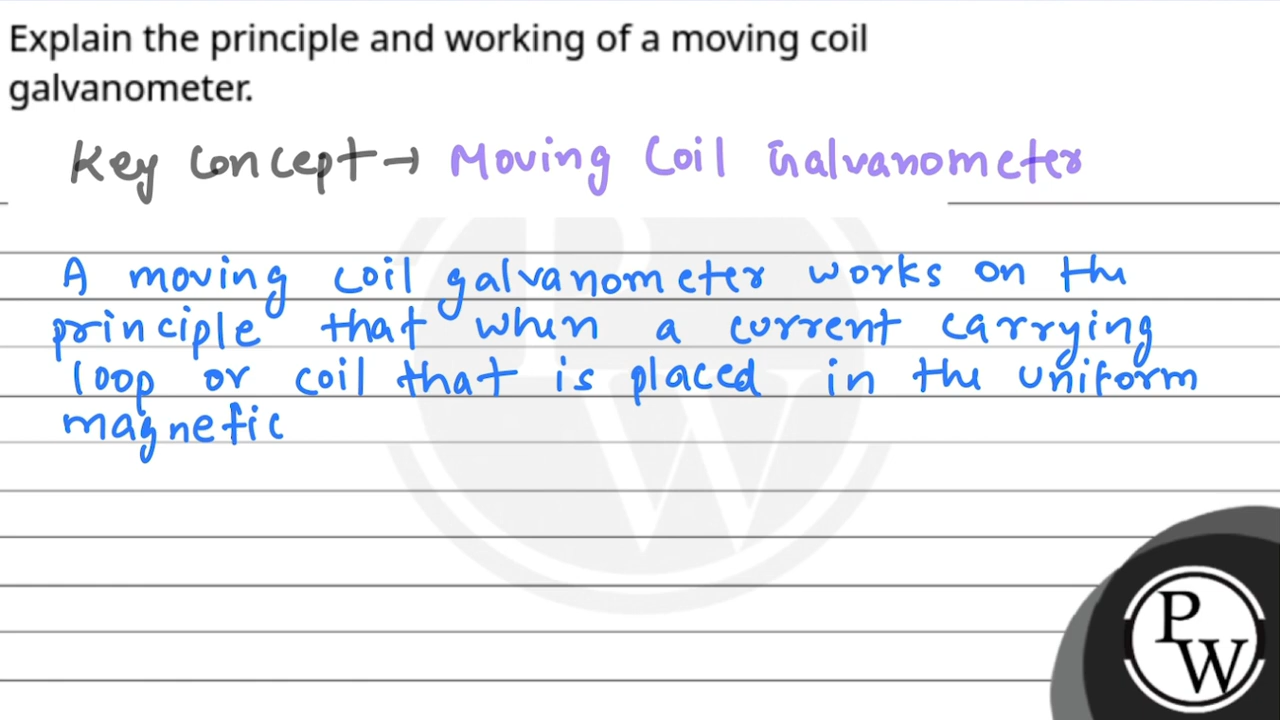 Explain the principle and working of a moving coil
galvanometer.
Key concept → Moving Coil Galvanometer
A moving coil galvanometer works on the
principle that when a current carrying
loop or coil that is placed in the uniform
magnetic
PW
PW